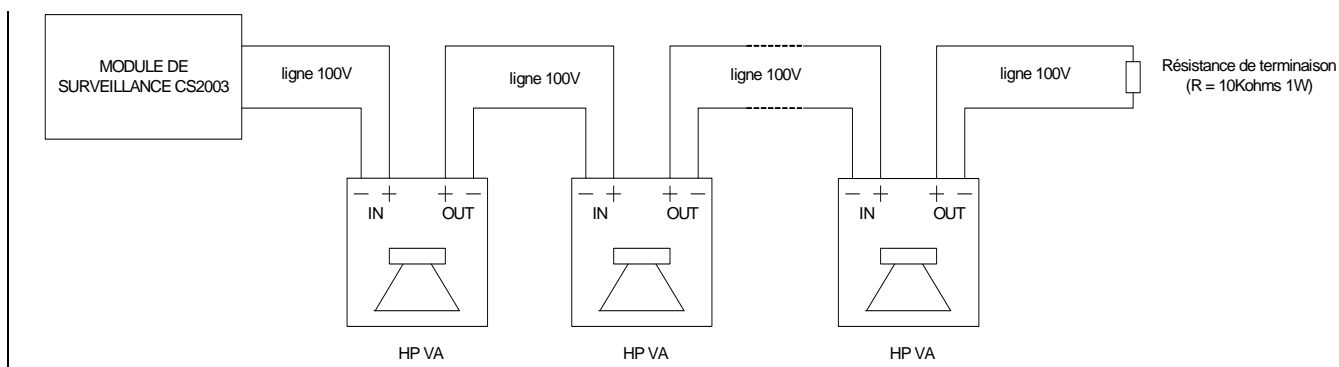 MODULE DE
SURVEILLANCE CS2003
ligne 100V
ligne 100V
ligne 100V
ligne 100V
Résistance de terminaison
(R = 10Kohms 1W)
− + + −
IN OUT
− + + −
IN OUT
− + + −
IN OUT
HP VA
HP VA
HP VA